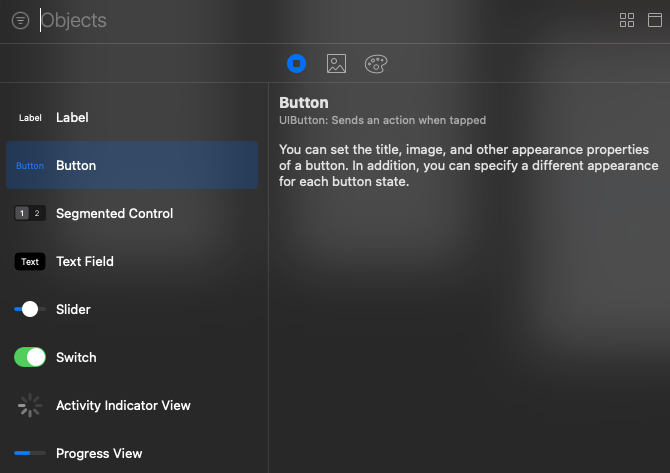 Objects
Label Label
Button Button
1 2 Segmented Control
Text Text Field
Slider
Switch
Activity Indicator View
Progress View
Button
UIButton: Sends an action when tapped
You can set the title, image, and other appearance properties
of a button. In addition, you can specify a different appearance
for each button state.